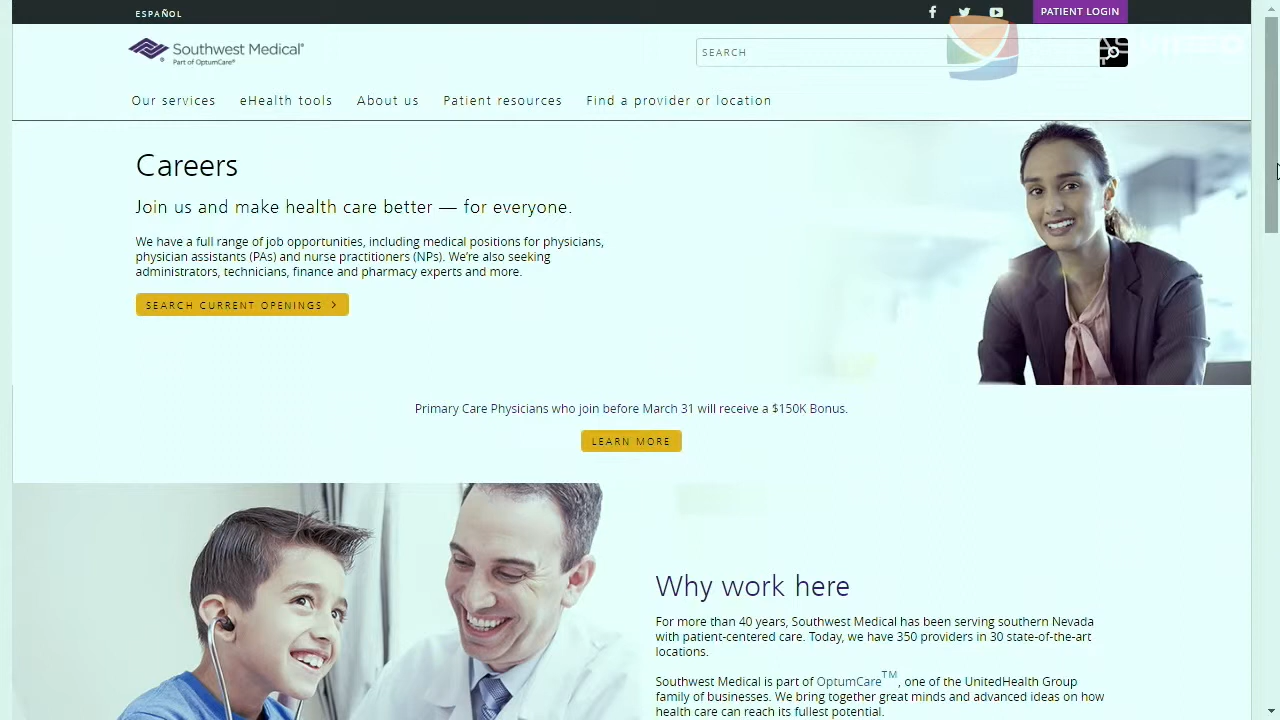 ESPAÑOL
PATIENT LOGIN
Southwest Medical®
Part of OptumCare®
SEARCH
Our services
eHealth tools
About us
Patient resources
Find a provider or location
Careers
Join us and make health care better — for everyone.
We have a full range of job opportunities, including medical positions for physicians,
physician assistants (PAs) and nurse practitioners (NPs). We're also seeking
administrators, technicians, finance and pharmacy experts and more.
SEARCH CURRENT OPENINGS
Primary Care Physicians who join before March 31 will receive a $150K Bonus.
LEARN MORE
Why work here
For more than 40 years, Southwest Medical has been serving southern Nevada
with patient-centered care. Today, we have 350 providers in 30 state-of-the-art
locations.
Southwest Medical is part of OptumCare™, one of the UnitedHealth Group
family of businesses. We bring together great minds and advanced ideas on how
health care can reach its fullest potential.